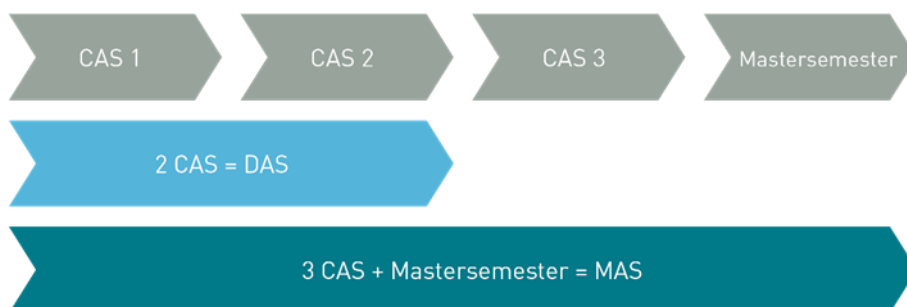 CAS 1
CAS 2
CAS 3
Mastersemester
2 CAS = DAS
3 CAS + Mastersemester = MAS